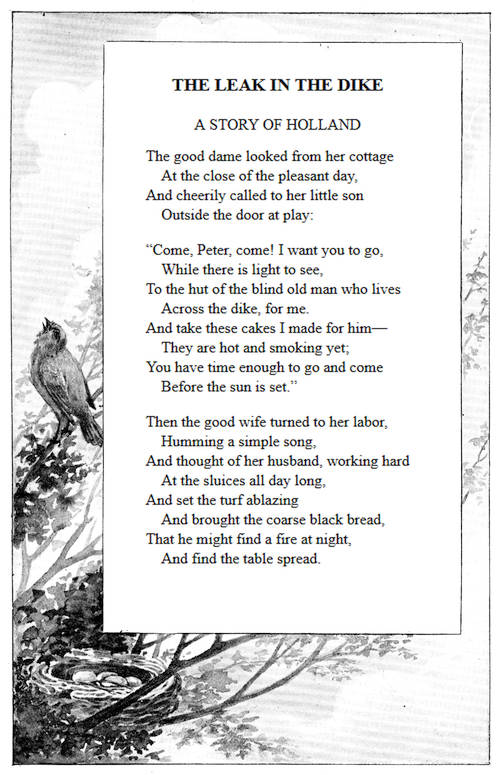 THE LEAK IN THE DIKE
A STORY OF HOLLAND
The good dame looked from her cottage
At the close of the pleasant day,
And cheerily called to her little son
Outside the door at play:
“Come, Peter, come! I want you to go,
While there is light to see,
To the hut of the blind old man who lives
Across the dike, for me.
And take these cakes I made for him—
They are hot and smoking yet;
You have time enough to go and come
Before the sun is set.”
Then the good wife turned to her labor,
Humming a simple song,
And thought of her husband, working hard
At the sluices all day long,
And set the turf ablazing
And brought the coarse black bread,
That he might find a fire at night,
And find the table spread.